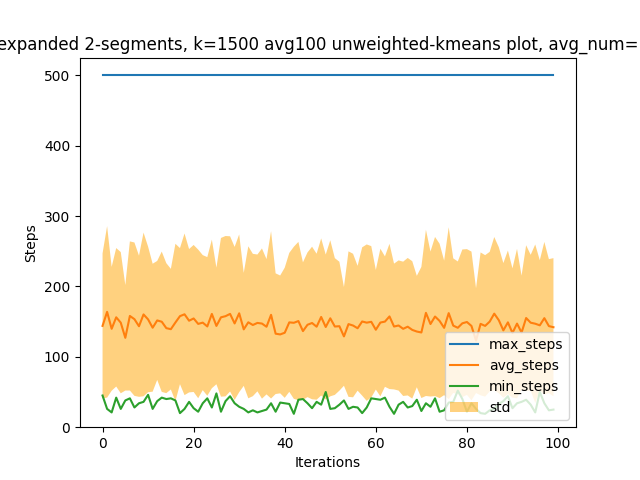 expanded 2-segments, k=1500 avg100 unweighted-kmeans plot, avg_num=
500
400
300
200
100
0
Steps
0 20 40 60 80 100
Iterations
max_steps
avg_steps
min_steps
std